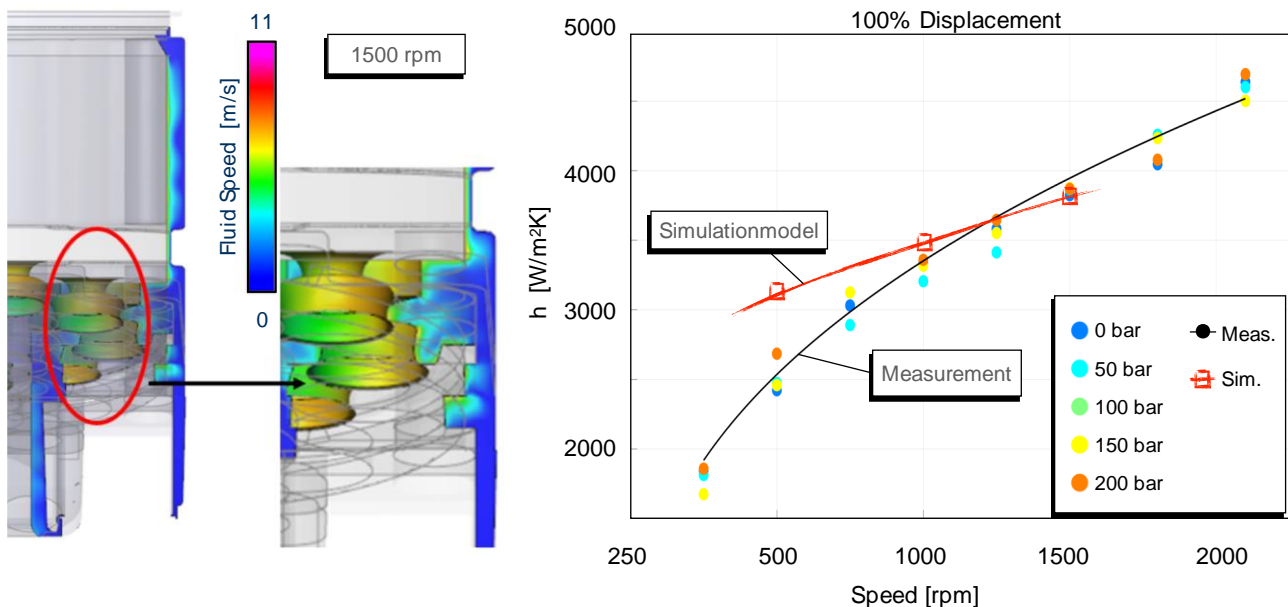 11
Fluid Speed [m/s]
0
1500 rpm
100% Displacement
h [W/m²K]
5000
4000
3000
2000
Simulationmodel
Measurement
0 bar
50 bar
100 bar
150 bar
200 bar
Meas.
Sim.
250 500 1000 1500 2000
Speed [rpm]